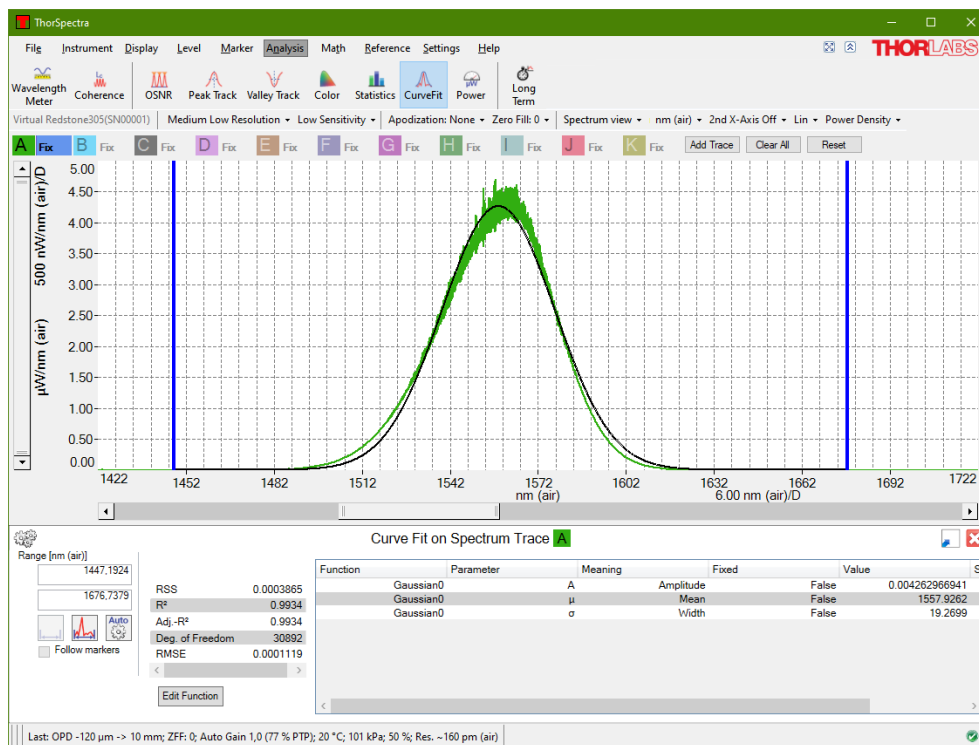 ThorSpectra
File Instrument Display Level Marker Analysis Math Reference Settings Help
THORLABS
Wavelength Meter Coherence OSNR Peak Track Valley Track Color Statistics CurveFit Power Long Term
Virtual Redstone305(SN00001) Medium Low Resolution Low Sensitivity Apodization: None Zero Fill: 0 Spectrum view nm (air) 2nd X-Axis Off Lin Power Density
A Fix B Fix C Fix D Fix E Fix F Fix G Fix H Fix I Fix J Fix K Fix Add Trace Clear All Reset
500 nW/nm (air)/D
µW/nm (air)
5.00
4.50
4.00
3.50
3.00
2.50
2.00
1.50
1.00
0.50
0.00
1422 1452 1482 1512 1542 1572 1602 1632 1662 1692 1722
nm (air) 6.00 nm (air)/D
Curve Fit on Spectrum Trace A
Range [nm (air)]
1447,1924
1676,7379
Auto
Follow markers
RSS 0.0003865
R² 0.9934
Adj.-R² 0.9934
Deg. of Freedom 30892
RMSE 0.0001119
Edit Function
Function Parameter Meaning Fixed Value S
Gaussian0 A Amplitude False 0.004262966941
Gaussian0 µ Mean False 1557.9262
Gaussian0 σ Width False 19.2699
Last: OPD -120 µm -> 10 mm; ZFF: 0; Auto Gain 1,0 (77 % PTP); 20 °C; 101 kPa; 50 %; Res. ~160 pm (air)